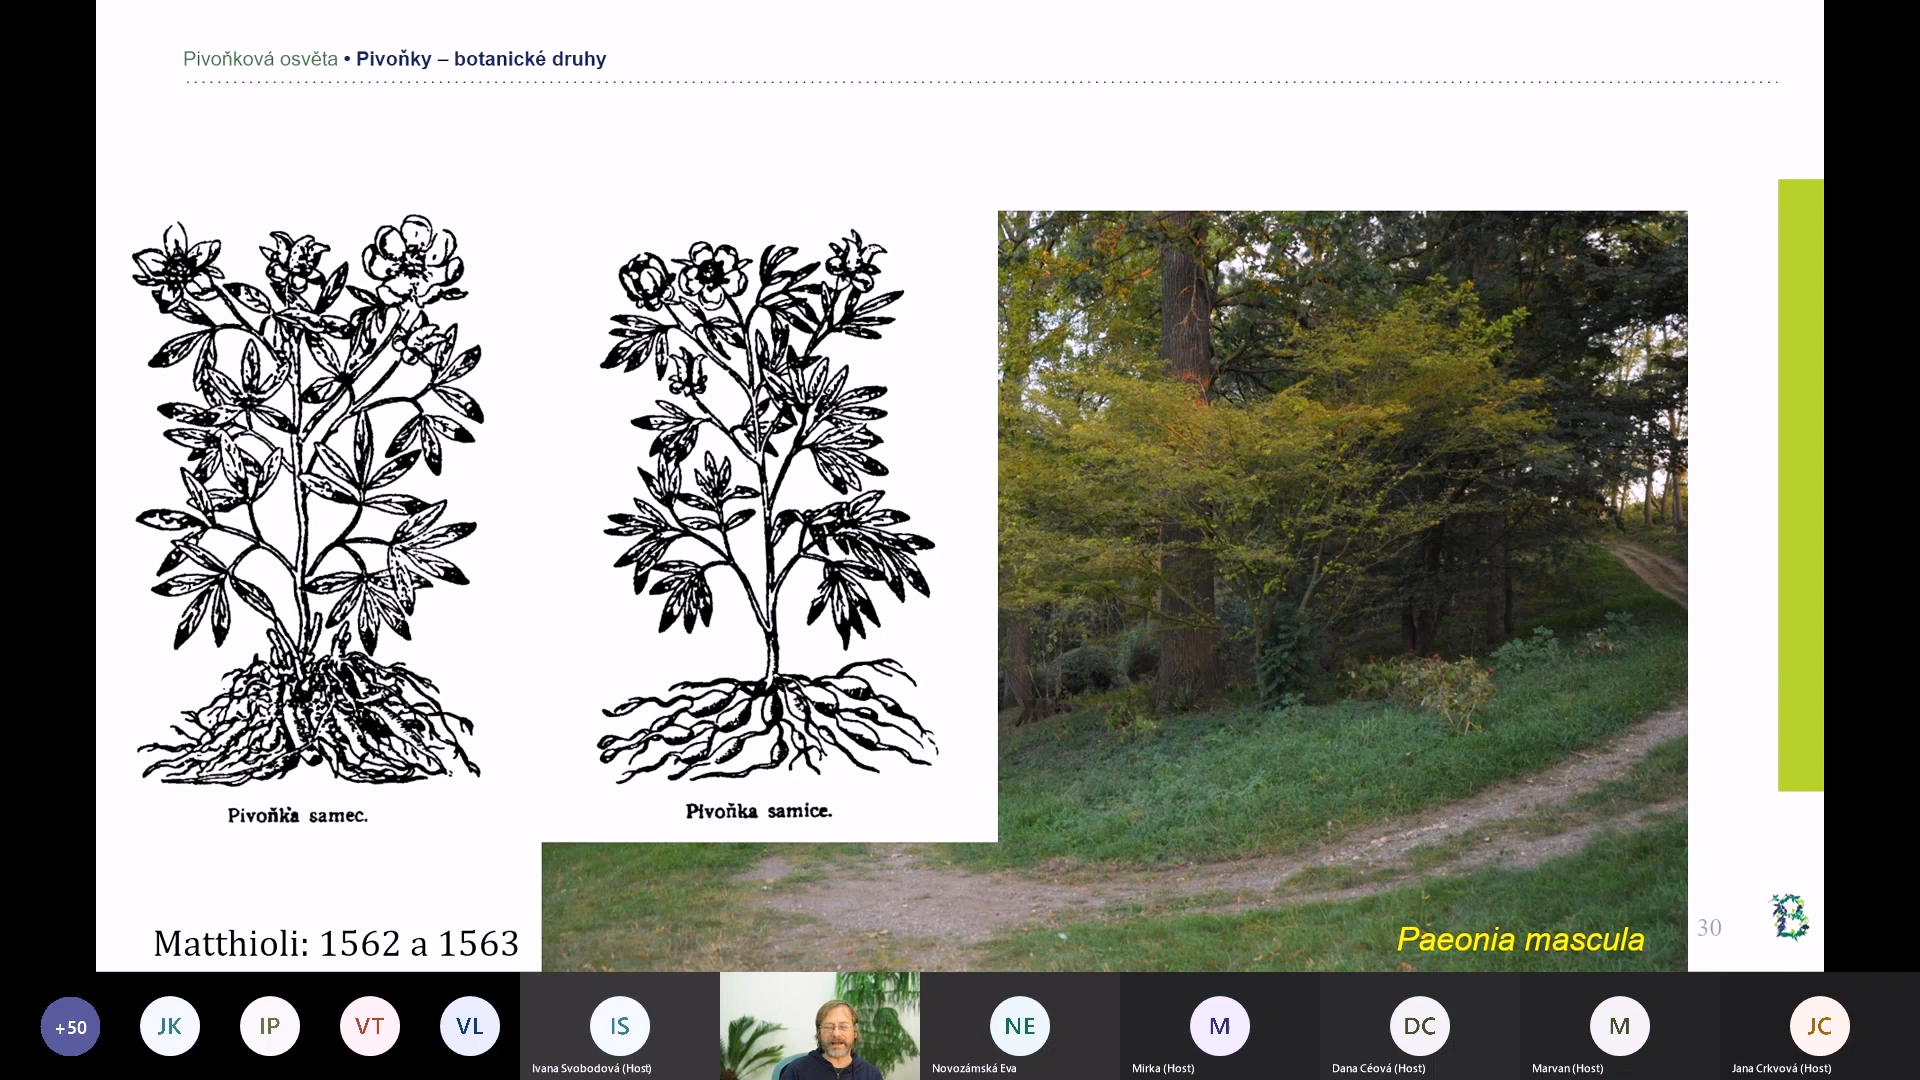 Pivoňková osvěta • Pivoňky – botanické druhy
Pivoňka samec.
Pivoňka samice.
Matthioli: 1562 a 1563
Paeonia mascula
30
B
+50
JK
IP
VT
VL
IS
NE
M
DC
M
JC
Ivana Svobodová (Host)
Novozámská Eva
Mirka (Host)
Dana Céová (Host)
Marvan (Host)
Jana Crkvová (Host)